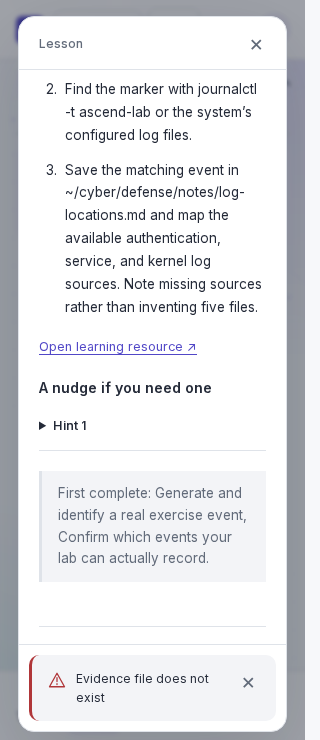 Lesson
2. Find the marker with journalctl
-t ascend-lab or the system's
configured log files.
3. Save the matching event in
~/cyber/defense/notes/log-
locations.md and map the
available authentication,
service, and kernel log
sources. Note missing sources
rather than inventing five files.
Open learning resource ↗
A nudge if you need one
Hint 1
First complete: Generate and
identify a real exercise event,
Confirm which events your
lab can actually record.
Evidence file does not
exist